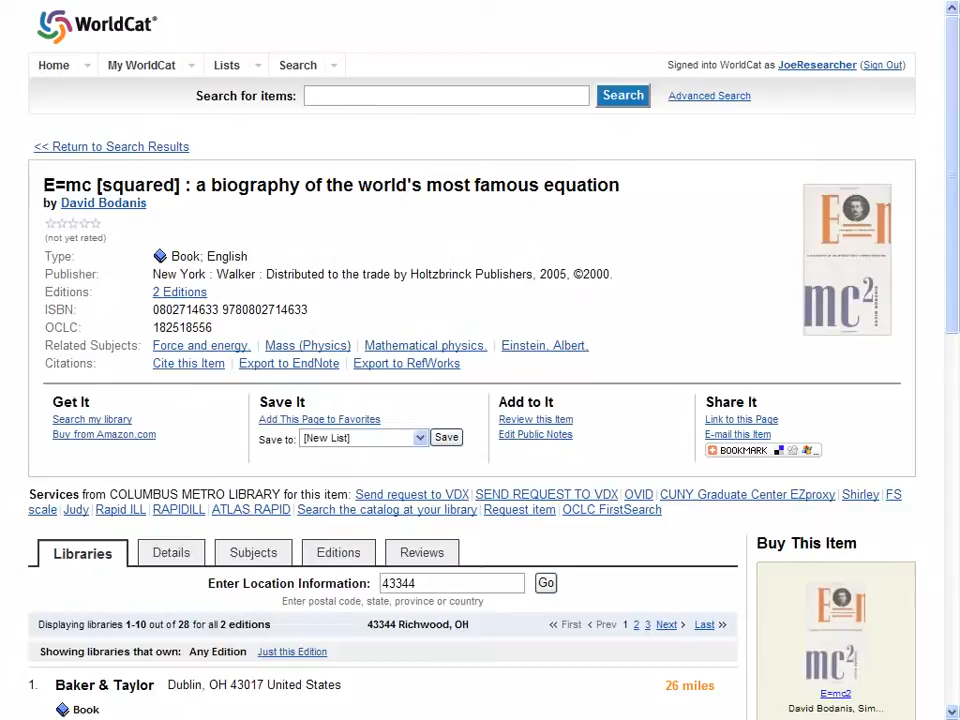 WorldCat®
Home My WorldCat Lists Search
Signed into WorldCat as JoeResearcher (Sign Out)
Search for items: Search Advanced Search
<< Return to Search Results
E=mc [squared] : a biography of the world's most famous equation
by David Bodanis
(not yet rated)
Type: Book; English
Publisher: New York : Walker : Distributed to the trade by Holtzbrinck Publishers, 2005, ©2000.
Editions: 2 Editions
ISBN: 0802714633 9780802714633
OCLC: 182518556
Related Subjects: Force and energy. | Mass (Physics) | Mathematical physics. | Einstein, Albert,
Citations: Cite this Item | Export to EndNote | Export to RefWorks
E=m
mc²
Get It
Search my library
Buy from Amazon.com
Save It
Add This Page to Favorites
Save to: [New List] Save
Add to It
Review this Item
Edit Public Notes
Share It
Link to this Page
E-mail this Item
BOOKMARK
Services from COLUMBUS METRO LIBRARY for this item: Send request to VDX | SEND REQUEST TO VDX | OVID | CUNY Graduate Center EZproxy | Shirley | FS
scale | Judy | Rapid ILL | RAPIDILL | ATLAS RAPID | Search the catalog at your library | Request item | OCLC FirstSearch
Libraries Details Subjects Editions Reviews
Enter Location Information: 43344 Go
Enter postal code, state, province or country
Displaying libraries 1-10 out of 28 for all 2 editions 43344 Richwood, OH << First < Prev 1 2 3 Next > Last >>
Showing libraries that own: Any Edition Just this Edition
1. Baker & Taylor Dublin, OH 43017 United States 26 miles
Book
Buy This Item
E=m
mc²
E=mc2
David Bodanis, Sim...